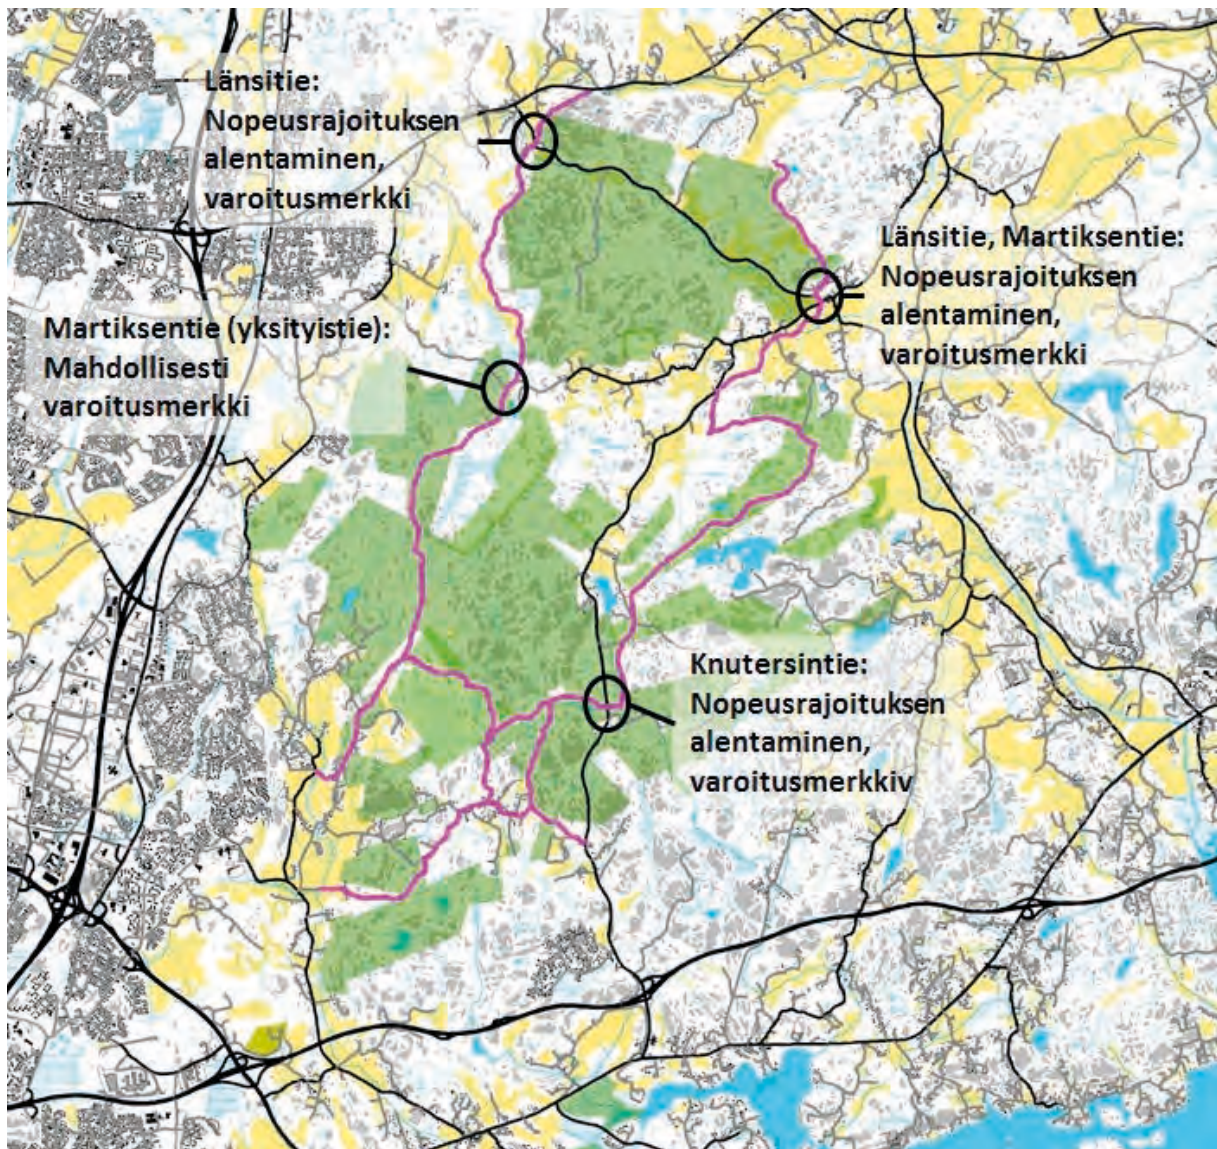 Länsitie:
Nopeusrajoituksen
alentaminen,
varoitusmerkki
Länsitie, Martiksentie:
Nopeusrajoituksen
alentaminen,
varoitusmerkki
Martiksentie (yksityistie):
Mahdollisesti
varoitusmerkki
Knutersintie:
Nopeusrajoituksen
alentaminen,
varoitusmerkkiv